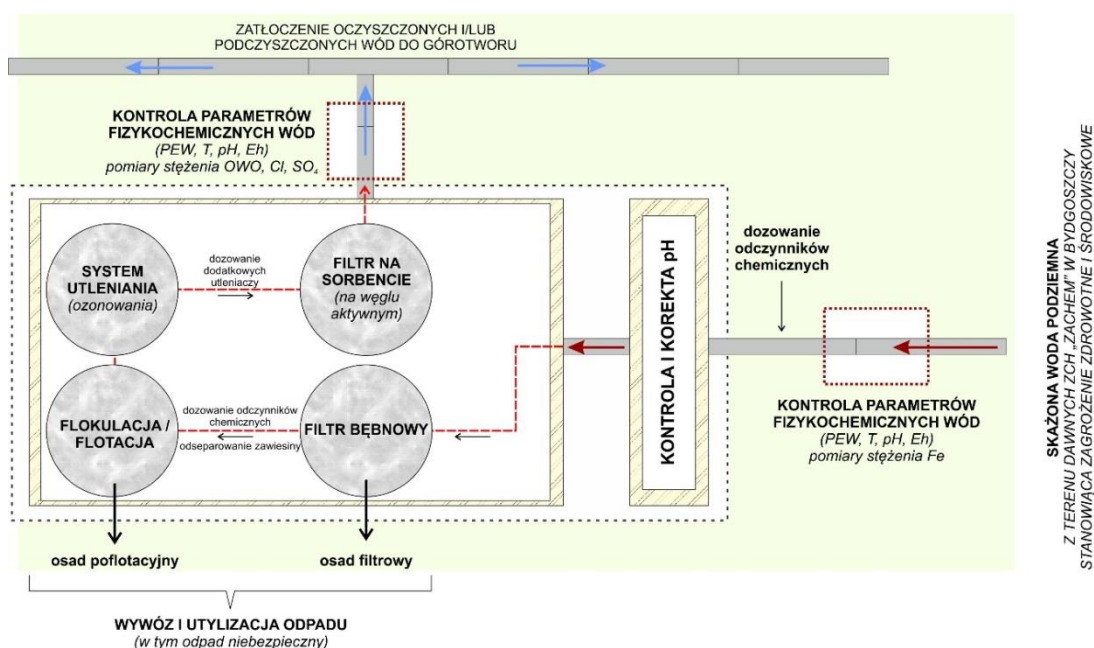 ZATŁOCZENIE OCZYSZCZONYCH I/LUB
PODCZYSZCZONYCH WÓD DO GÓROTWORU
KONTROLA PARAMETRÓW
FIZYKOCHEMICZNYCH WÓD
(PEW, T, pH, Eh)
pomiary stężenia OWO, Cl, SO₄
SYSTEM
UTLENIANIA
(ozonowania)
dozowanie
dodatkowych
utleniaczy
FILTR NA
SORBENCIE
(na węglu
aktywnym)
FLOKULACJA /
FLOTACJA
dozowanie odczynników
chemicznych
odseparowanie zawiesiny
FILTR BĘBNOWY
KONTROLA I KOREKTA pH
dozowanie
odczynników
chemicznych
KONTROLA PARAMETRÓW
FIZYKOCHEMICZNYCH WÓD
(PEW, T, pH, Eh)
pomiary stężenia Fe
SKAŻONA WODA PODZIEMNA
Z TERENU DAWNYCH ZCH „ZACHEM” W BYDGOSZCZY
STANOWIĄCA ZAGROŻENIE ZDROWOTNE I ŚRODOWISKOWE
osad poflotacyjny
osad filtrowy
WYWÓZ I UTYLIZACJA ODPADU
(w tym odpad niebezpieczny)